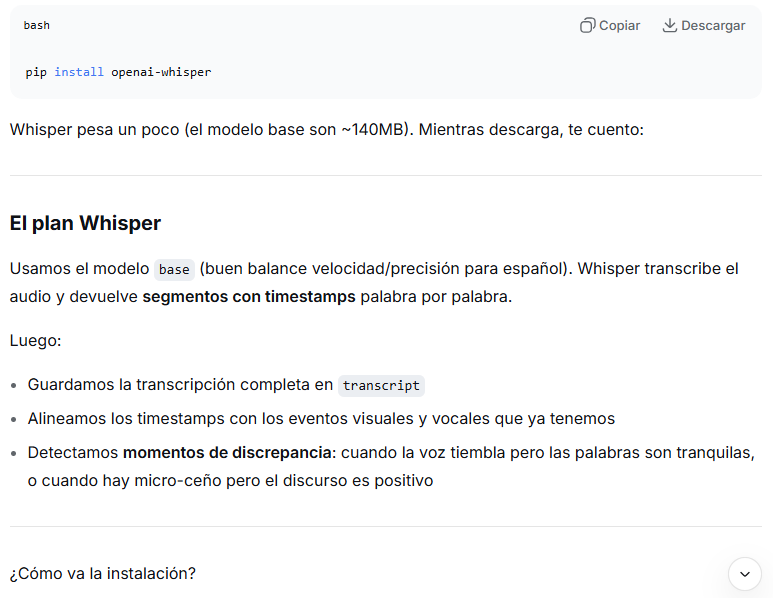 bash
Copiar
Descargar
pip install openai-whisper
Whisper pesa un poco (el modelo base son ~140MB). Mientras descarga, te cuento:
El plan Whisper
Usamos el modelo base (buen balance velocidad/precisión para español). Whisper transcribe el
audio y devuelve segmentos con timestamps palabra por palabra.
Luego:
Guardamos la transcripción completa en transcript
Alineamos los timestamps con los eventos visuales y vocales que ya tenemos
Detectamos momentos de discrepancia: cuando la voz tiembla pero las palabras son tranquilas,
o cuando hay micro-ceño pero el discurso es positivo
¿Cómo va la instalación?